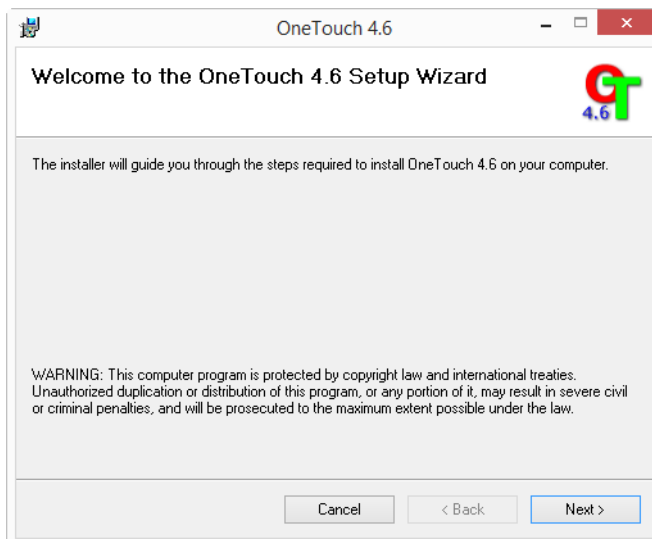 OneTouch 4.6
Welcome to the OneTouch 4.6 Setup Wizard
OT
4.6
The installer will guide you through the steps required to install OneTouch 4.6 on your computer.
WARNING: This computer program is protected by copyright law and international treaties.
Unauthorized duplication or distribution of this program, or any portion of it, may result in severe civil
or criminal penalties, and will be prosecuted to the maximum extent possible under the law.
Cancel
< Back
Next >